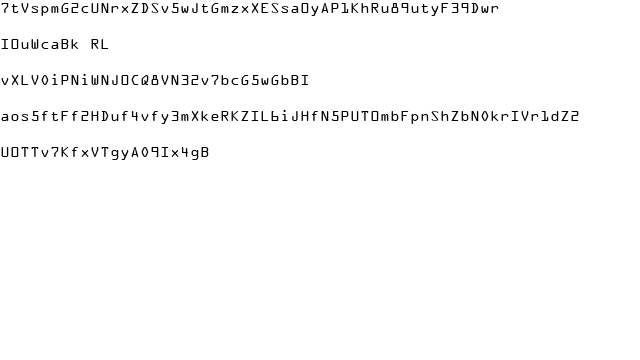 7tVspmG2cUNrxZDSv5wJtGmzxXESsaOyAP1KhRu89utyF39Dwr
IOuWcaBk RL
vXLV0iPNiWNJOCQ8VN32v7bcG5wGbBI
aos5ftFf2HDuf4vfy3mXkeRKZIL6iJHfN5PUTOmbFpnShZbN0krIVr1dZ2
UOTTv7KfxVTgyA09Ix4gB